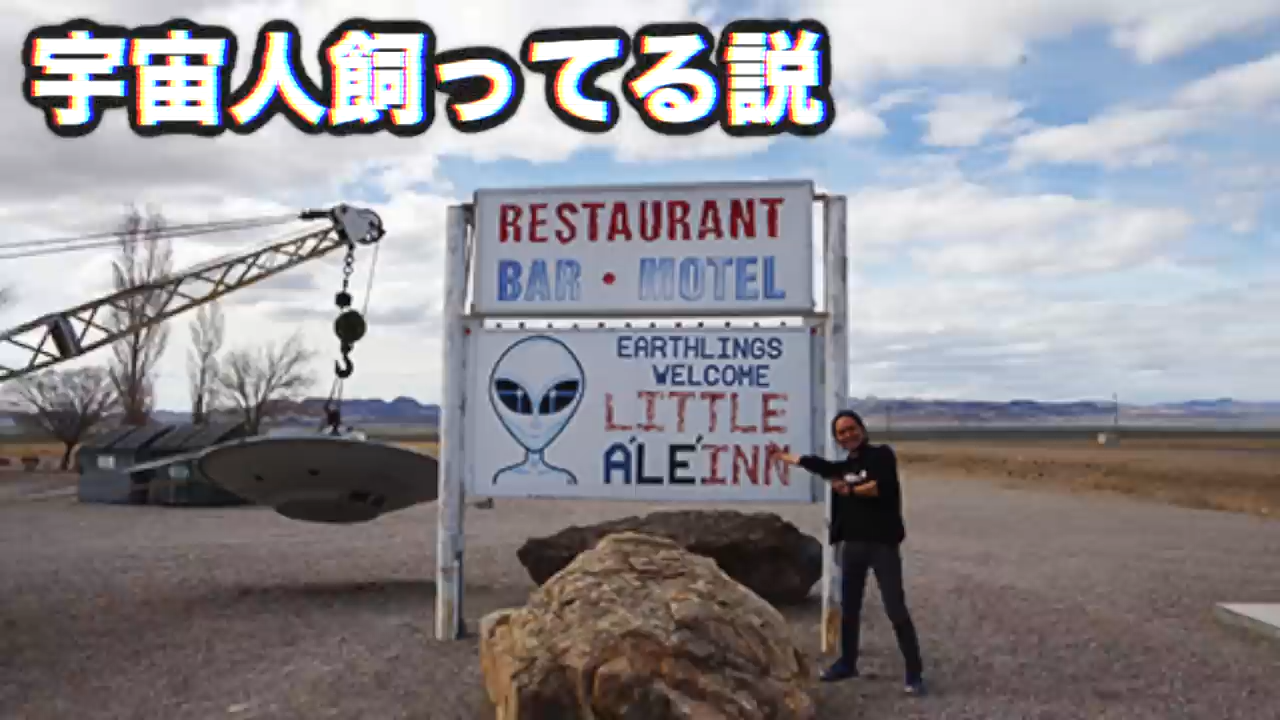 宇宙人飼ってる説
RESTAURANT
BAR • MOTEL
EARTHLINGS
WELCOME
LITTLE
A'LE'INN